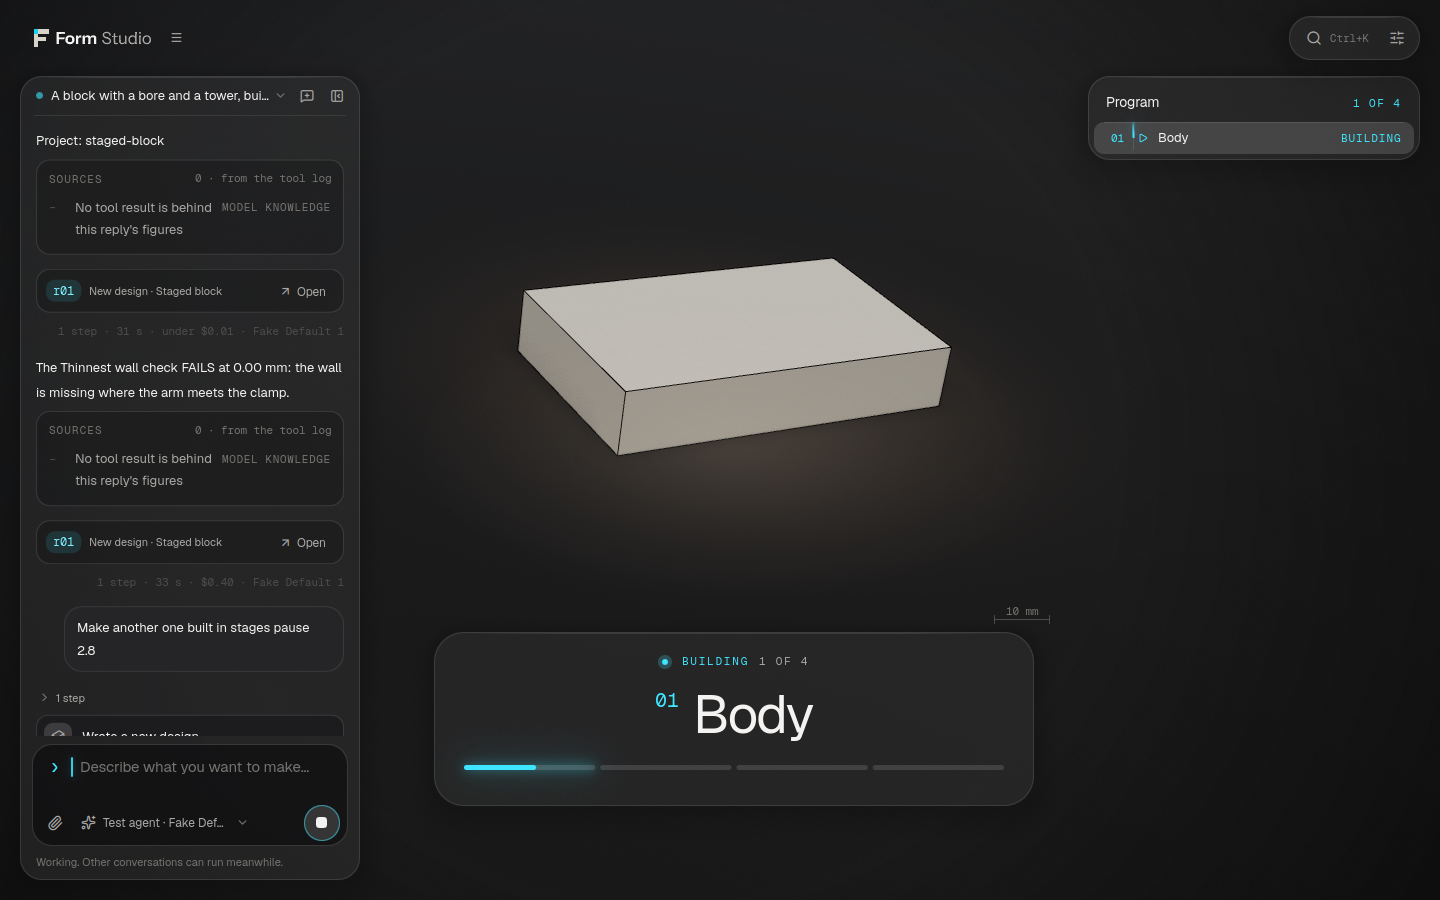 Form Studio
Ctrl+K
A block with a bore and a tower, bui...
Project: staged-block
SOURCES 0 · from the tool log
– No tool result is behind MODEL KNOWLEDGE
this reply's figures
r01 New design · Staged block Open
1 step · 31 s · under $0.01 · Fake Default 1
The Thinnest wall check FAILS at 0.00 mm: the wall
is missing where the arm meets the clamp.
SOURCES 0 · from the tool log
– No tool result is behind MODEL KNOWLEDGE
this reply's figures
r01 New design · Staged block Open
1 step · 33 s · $0.40 · Fake Default 1
Make another one built in stages pause
2.8
1 step
Wrote a new design
Describe what you want to make...
Test agent · Fake Def...
Working. Other conversations can run meanwhile.
10 mm
BUILDING 1 OF 4
01 Body
Program 1 OF 4
01 Body BUILDING